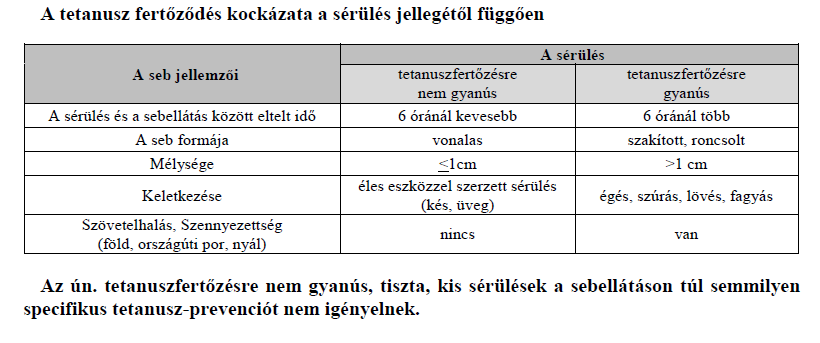 A tetanusz fertőződés kockázata a sérülés jellegétől függően
A seb jellemzői
A sérülés
tetanuszfertőzésre
nem gyanús
tetanuszfertőzésre
gyanús
A sérülés és a sebellátás között eltelt idő
6 óránál kevesebb
6 óránál több
A seb formája
vonalas
szakított, roncsolt
Mélysége
≤1cm
>1 cm
Keletkezése
éles eszközzel szerzett sérülés
(kés, üveg)
égés, szúrás, lövés, fagyás
Szövetelhalás, Szennyezettség
(föld, országúti por, nyál)
nincs
van
Az ún. tetanuszfertőzésre nem gyanús, tiszta, kis sérülések a sebellátáson túl semmilyen
specifikus tetanusz-prevenciót nem igényelnek.